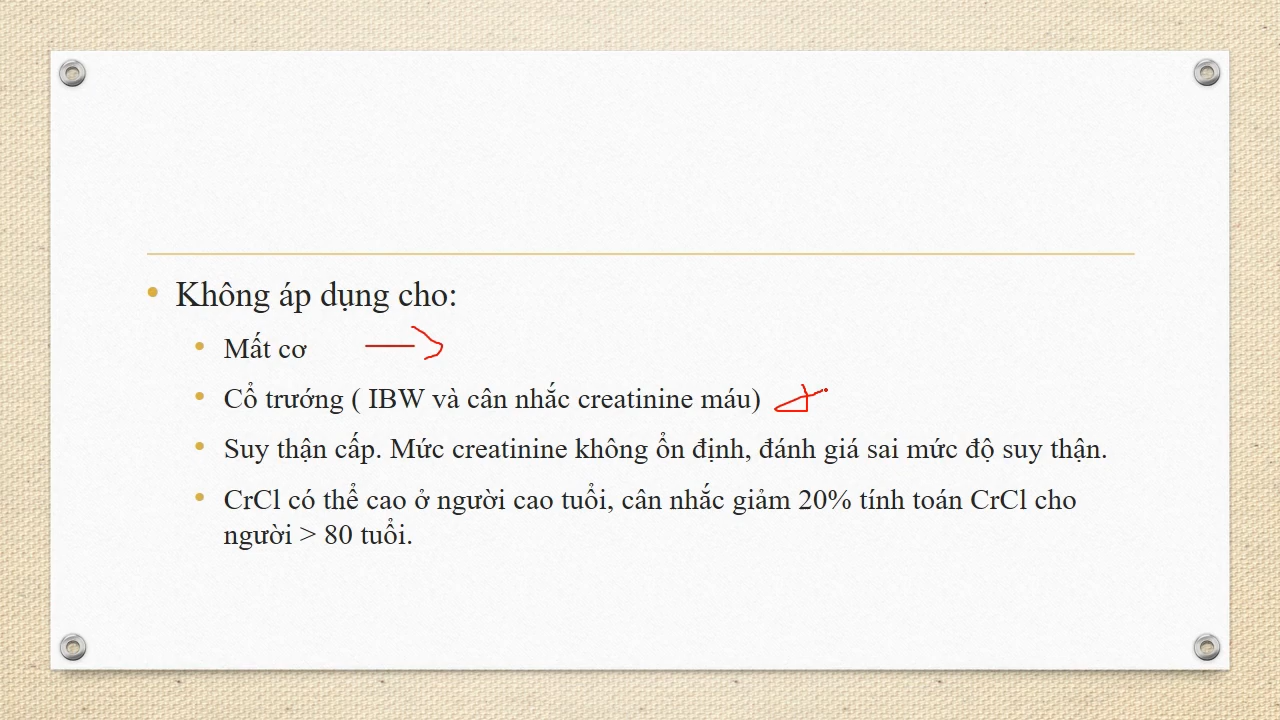 Không áp dụng cho:
Mất cơ
Cổ trướng ( IBW và cân nhắc creatinine máu)
Suy thận cấp. Mức creatinine không ổn định, đánh giá sai mức độ suy thận.
CrCl có thể cao ở người cao tuổi, cân nhắc giảm 20% tính toán CrCl cho
người > 80 tuổi.